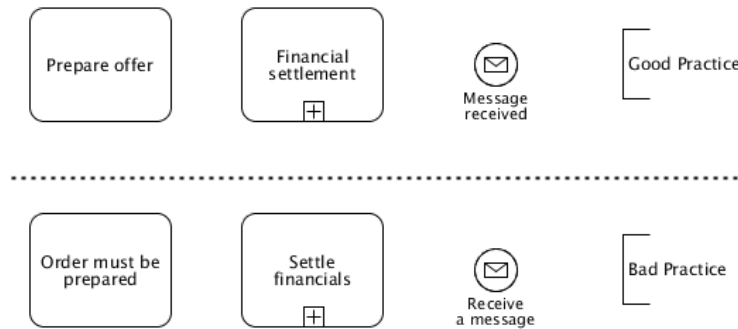 Prepare offer
Financial
settlement
Message
received
Good Practice
Order must be
prepared
Settle
financials
Receive
a message
Bad Practice